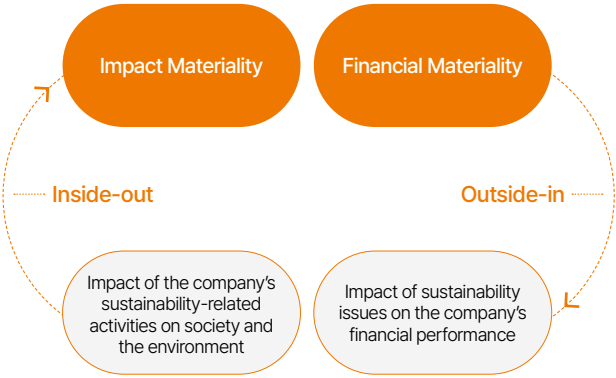 Impact Materiality
Financial Materiality
Inside-out
Outside-in
Impact of the company's
sustainability-related
activities on society and
the environment
Impact of sustainability
issues on the company's
financial performance